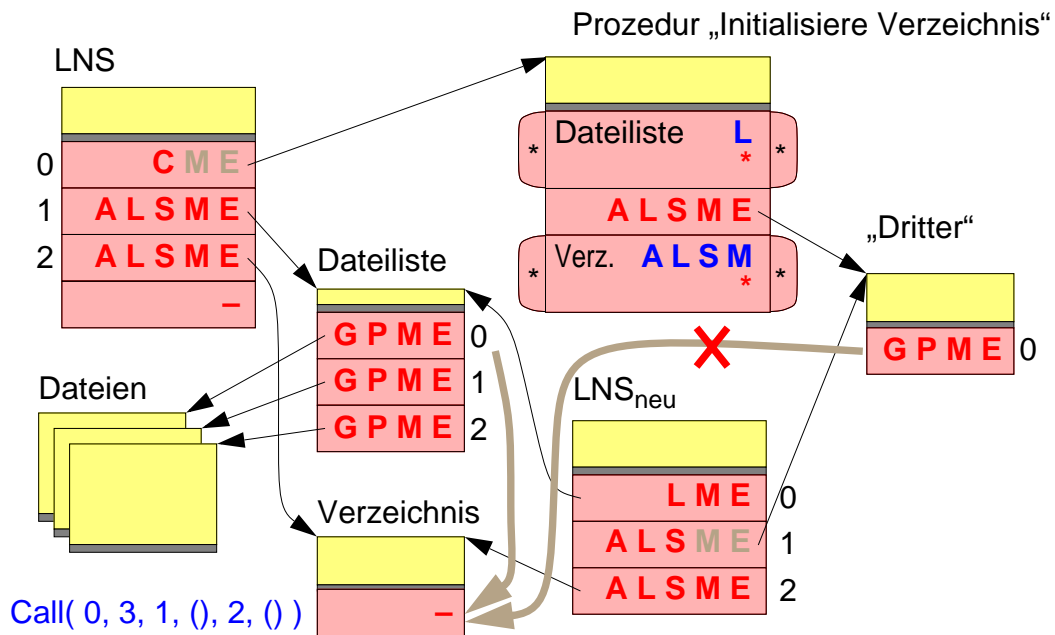 Prozedur „Initialisiere Verzeichnis“
LNS
0 C M E
1 A L S M E
2 A L S M E
–
* Dateiliste L *
*
A L S M E
* Verz. A L S M *
*
„Dritter“
G P M E 0
Dateiliste
G P M E 0
G P M E 1
G P M E 2
Dateien
LNSneu
L M E 0
A L S M E 1
A L S M E 2
Verzeichnis
–
Call( 0, 3, 1, (), 2, () )